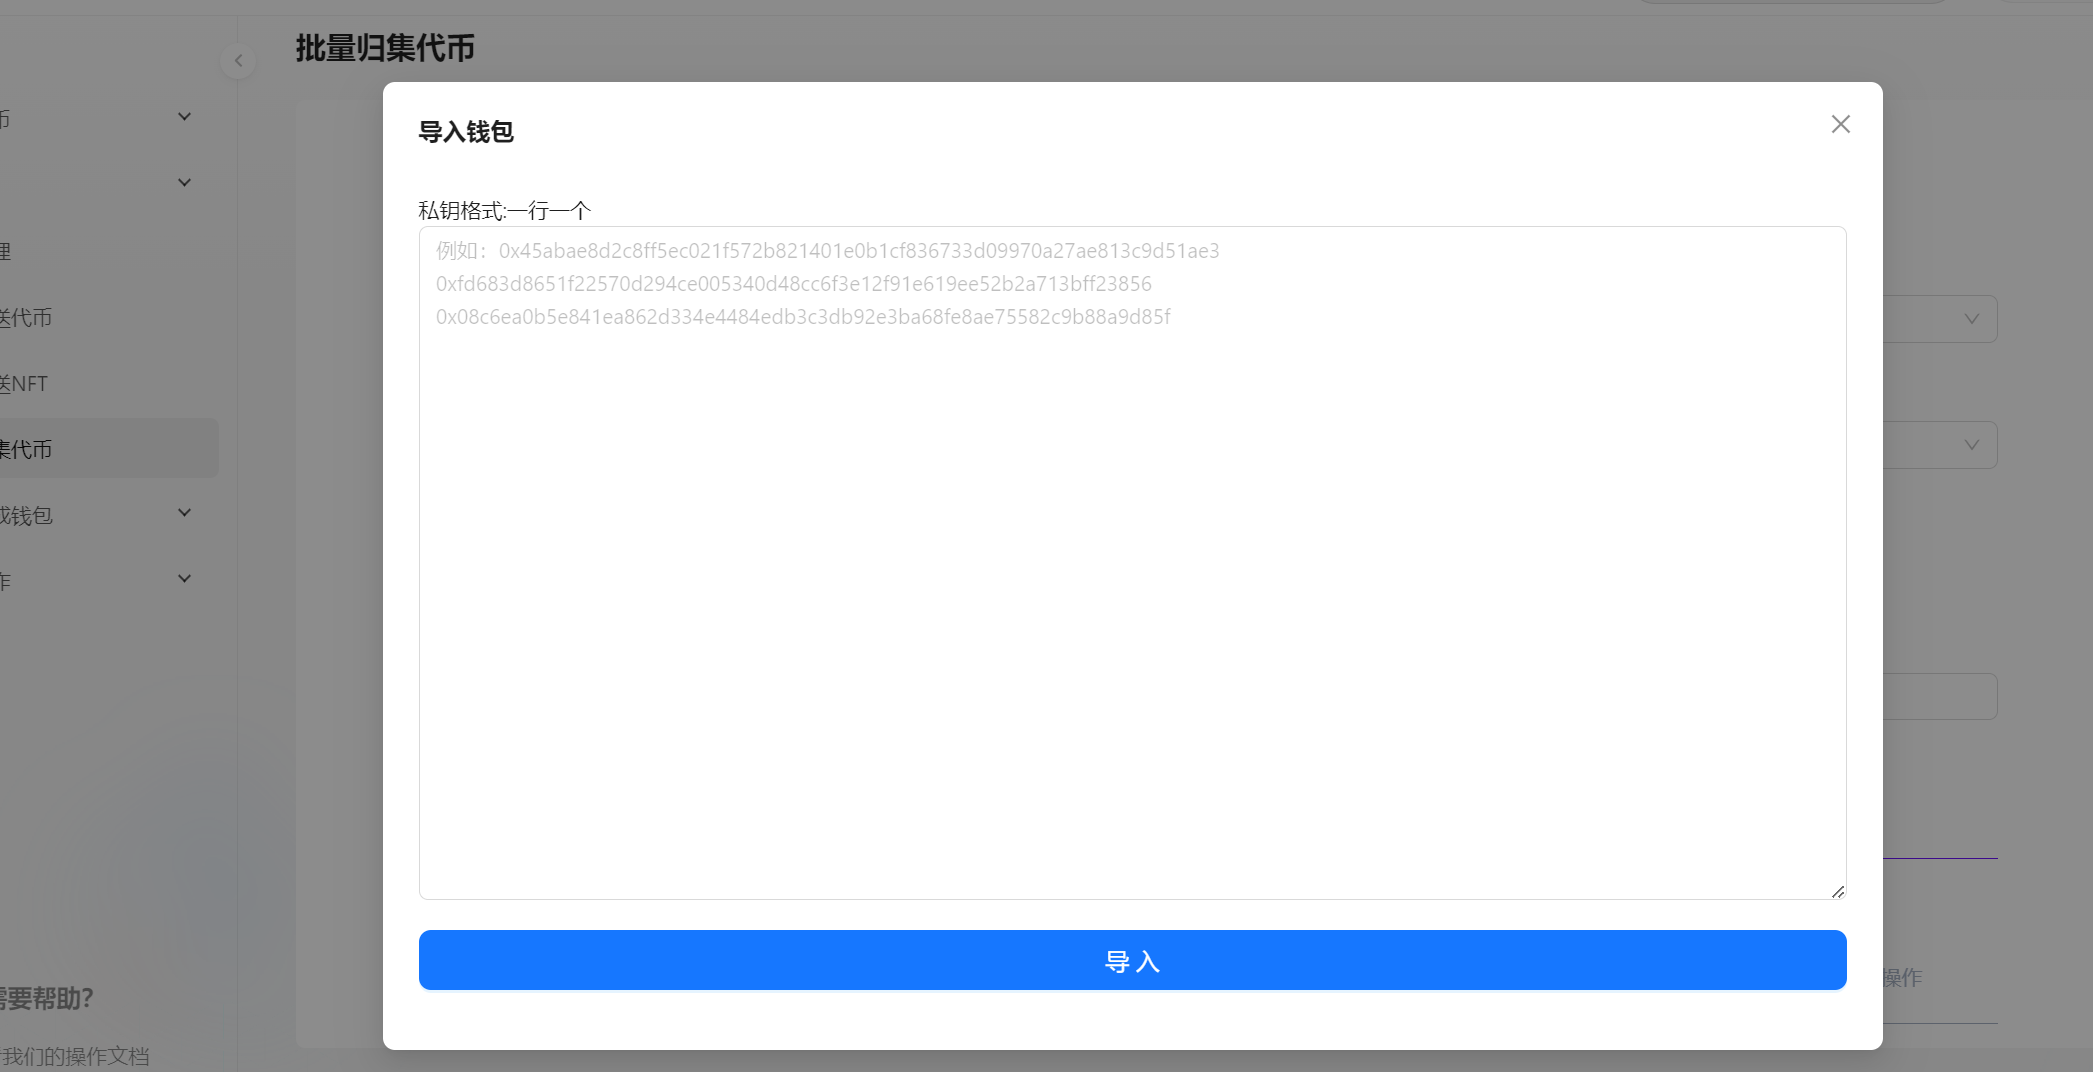 批量归集代币
导入钱包
私钥格式:一行一个
例如：0x45abae8d2c8ff5ec021f572b821401e0b1cf836733d09970a27ae813c9d51ae3
0xfd683d8651f22570d294ce005340d48cc6f3e12f91e619ee52b2a713bff23856
0x08c6ea0b5e841ea862d334e4484edb3c3db92e3ba68fe8ae75582c9b88a9d85f
导入
币
理
送代币
送NFT
集代币
成钱包
作
需要帮助?
我们的操作文档
操作